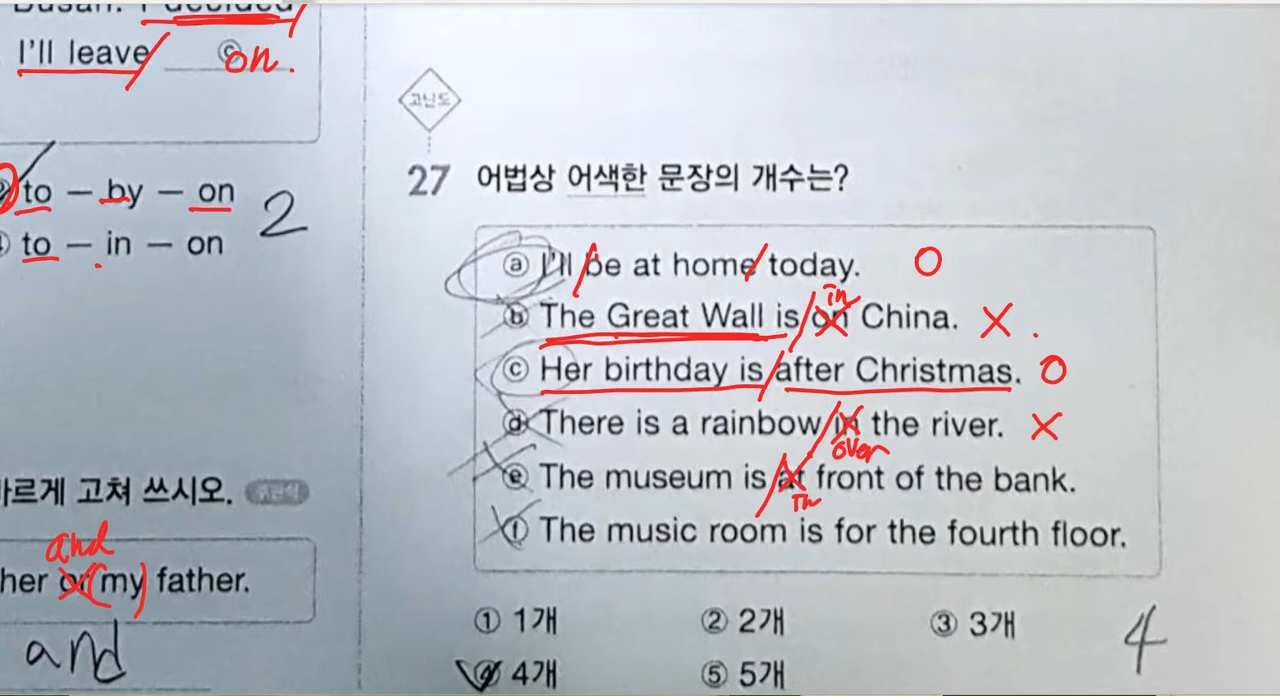 I'll leave ⓒ on.
② to – by – on 2
④ to – in – on
바르게 고쳐 쓰시오. 주관식
and
her or (my) father.
and
고난도
27 어법상 어색한 문장의 개수는?
ⓐ I'll be at home today. O
in
ⓑ The Great Wall is on China. X
ⓒ Her birthday is after Christmas. O
ⓓ There is a rainbow in the river. X
over
ⓔ The museum is at front of the bank.
ⓕ The music room is for the fourth floor.
① 1개 ② 2개 ③ 3개 4
④ 4개 ⑤ 5개